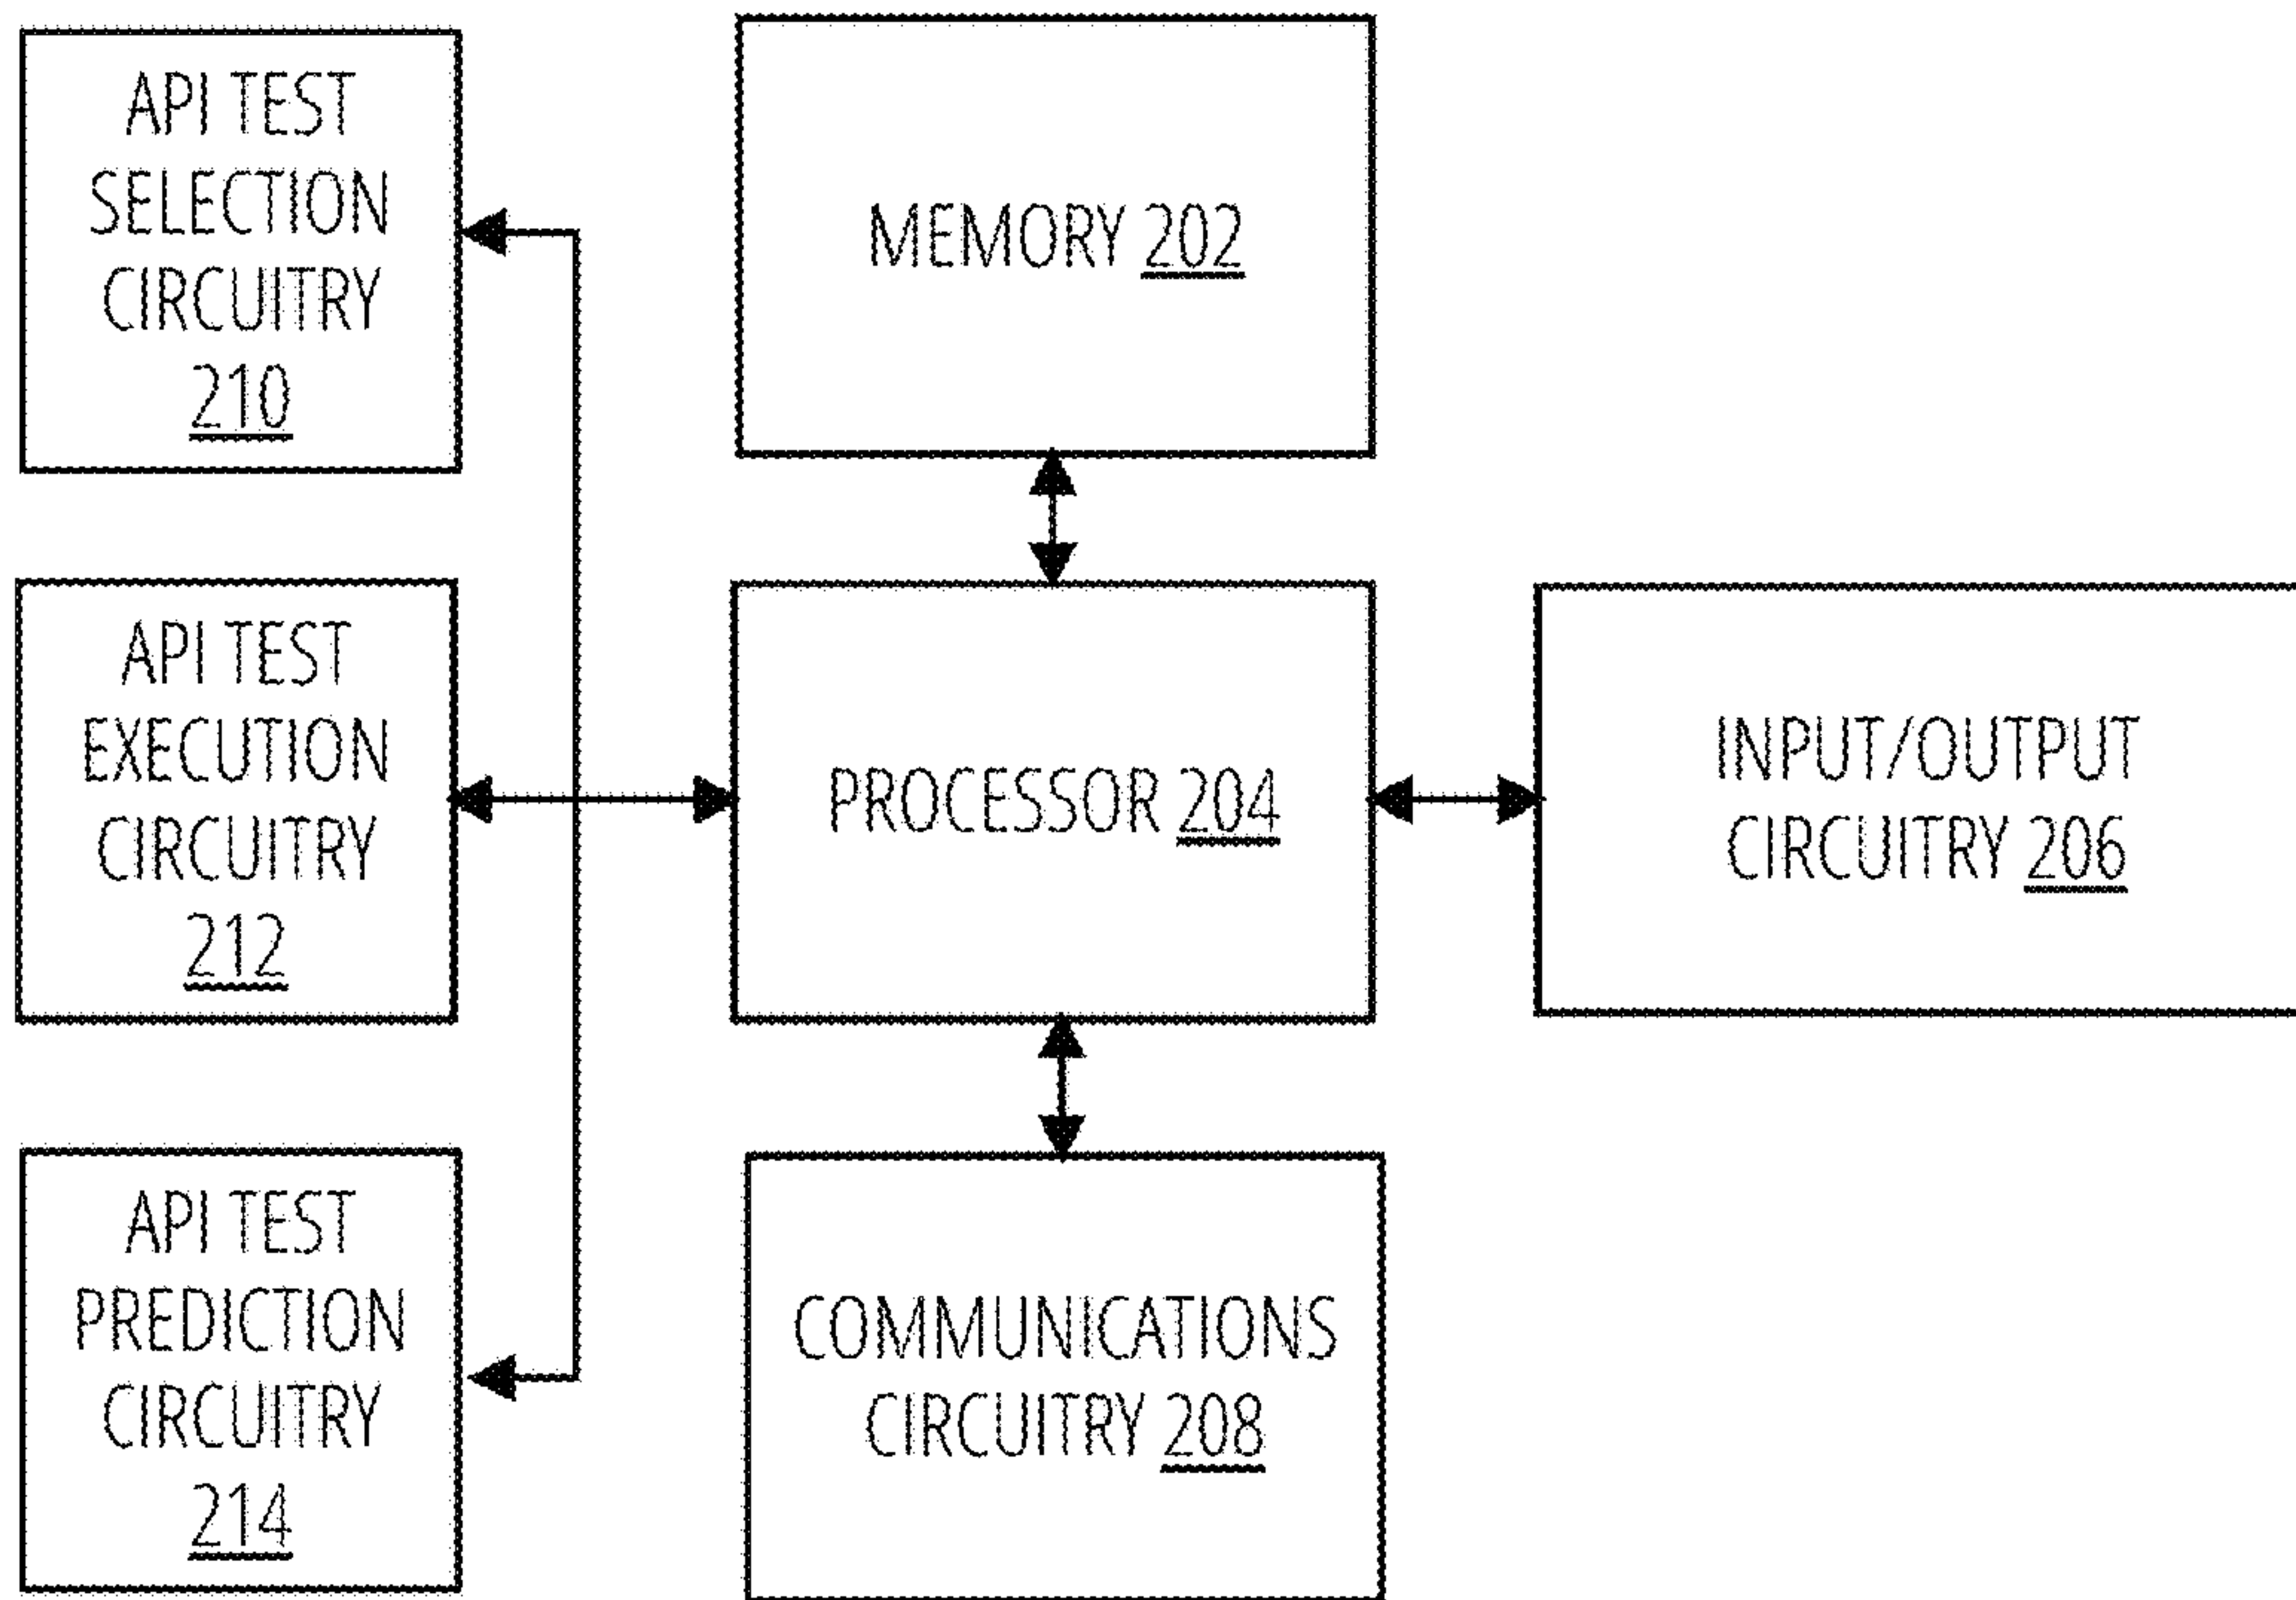 API TEST
SELECTION
CIRCUITRY
210
MEMORY 202
API TEST
EXECUTION
CIRCUITRY
212
PROCESSOR 204
INPUT/OUTPUT
CIRCUITRY 206
API TEST
PREDICTION
CIRCUITRY
214
COMMUNICATIONS
CIRCUITRY 208